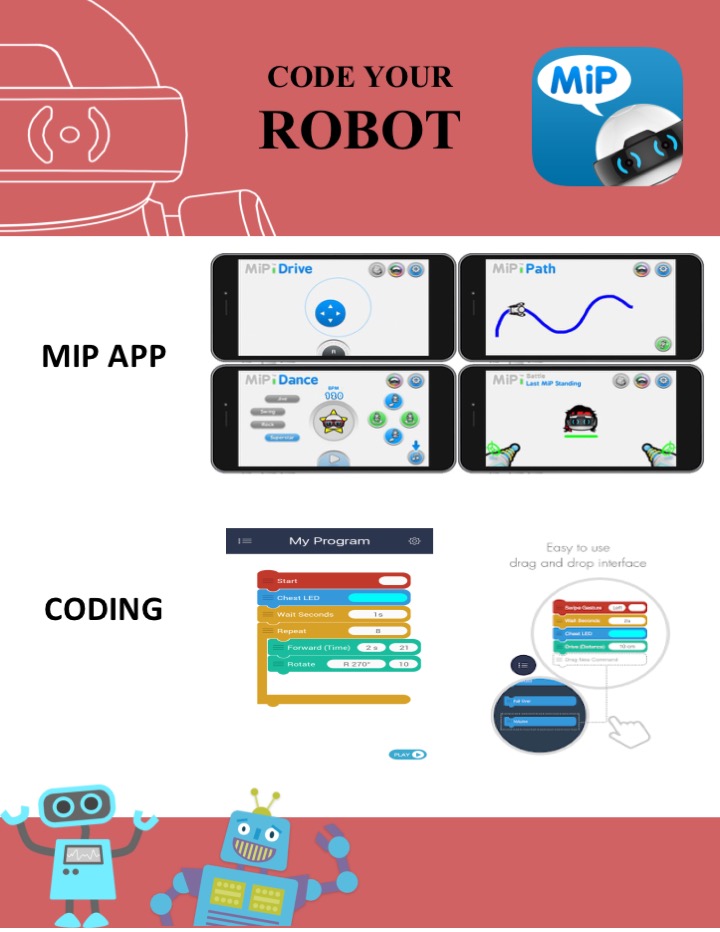 CODE YOUR
ROBOT
MiP
MiP i Drive
R
MiP i Path
MIP APP
MiP i Dance
BPM
Jive
Swing
Rock
Superstar
MiP i Battle
Last MiP Standing
My Program
Start
Chest LED
Wait Seconds 1s
Repeat 8
Forward (Time) 2 s 21
Rotate R 270° 10
PLAY
Easy to use
drag and drop interface
Swipe Gesture Left
Wait Seconds 2s
Chest LED
Drive (Distance) 10 cm
Drag New Command
CODING